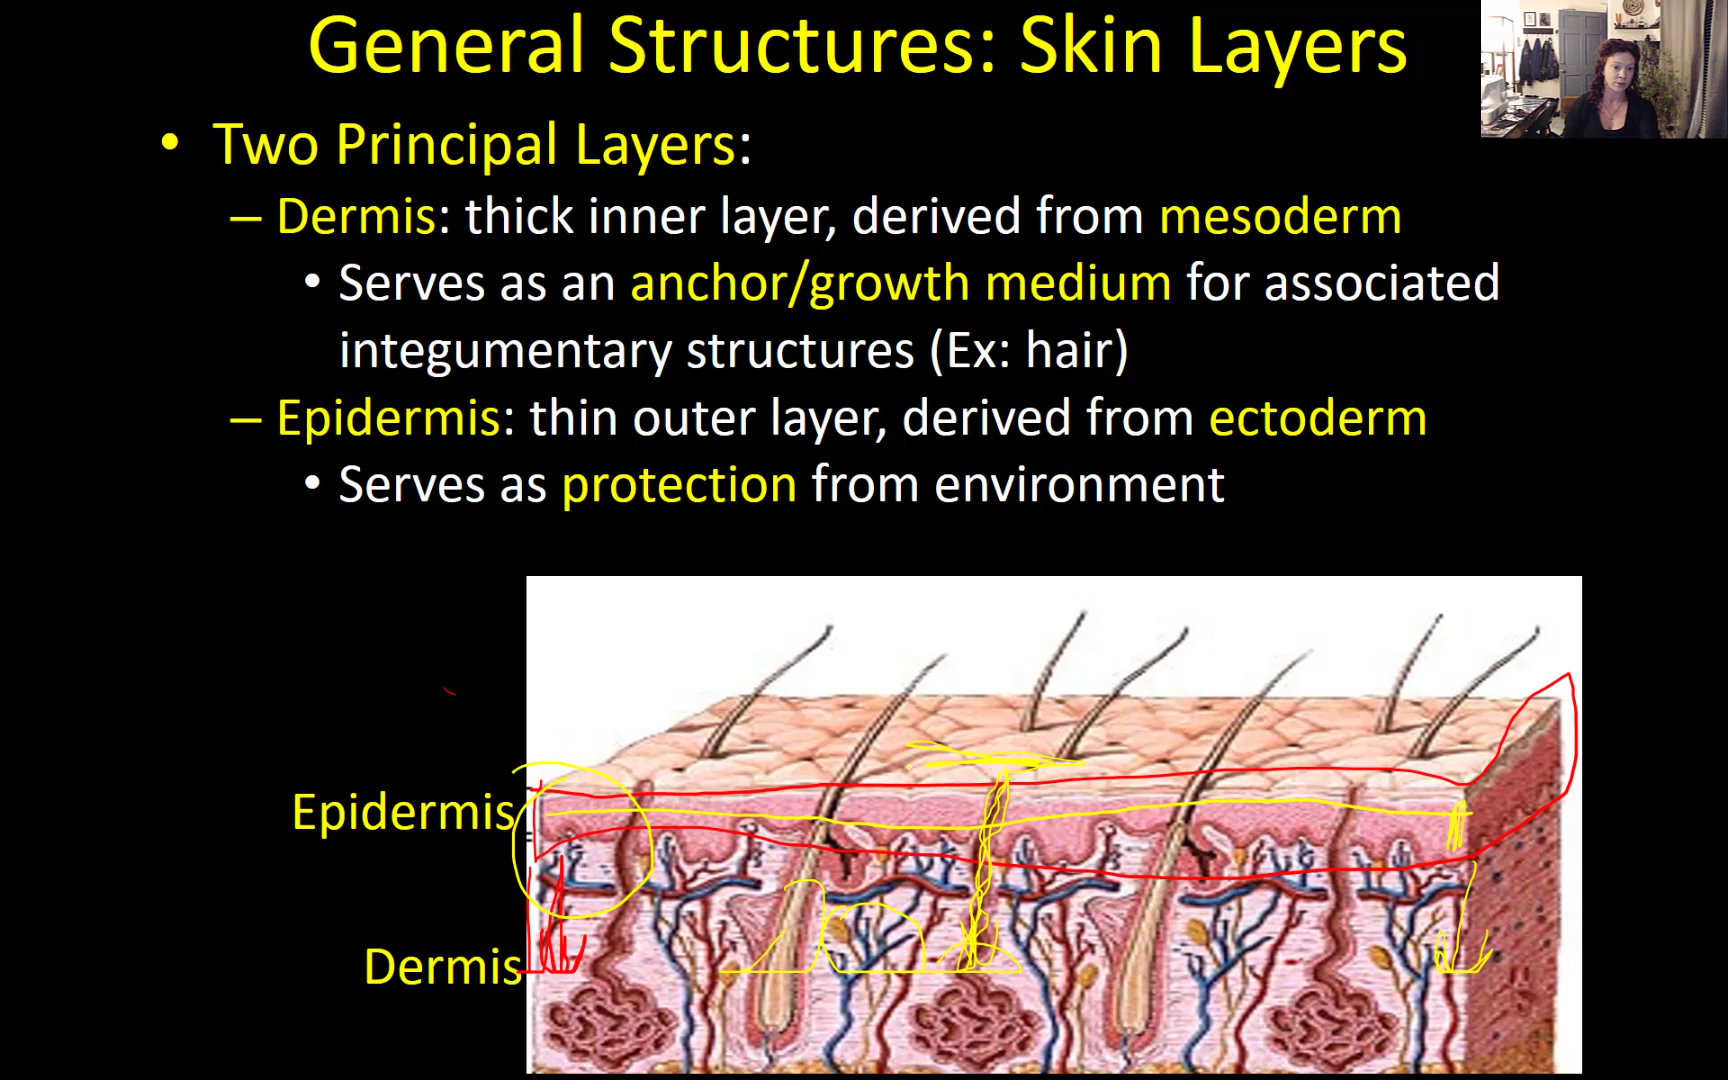 General Structures: Skin Layers
• Two Principal Layers:
– Dermis: thick inner layer, derived from mesoderm
• Serves as an anchor/growth medium for associated
integumentary structures (Ex: hair)
– Epidermis: thin outer layer, derived from ectoderm
• Serves as protection from environment
Epidermis
Dermis